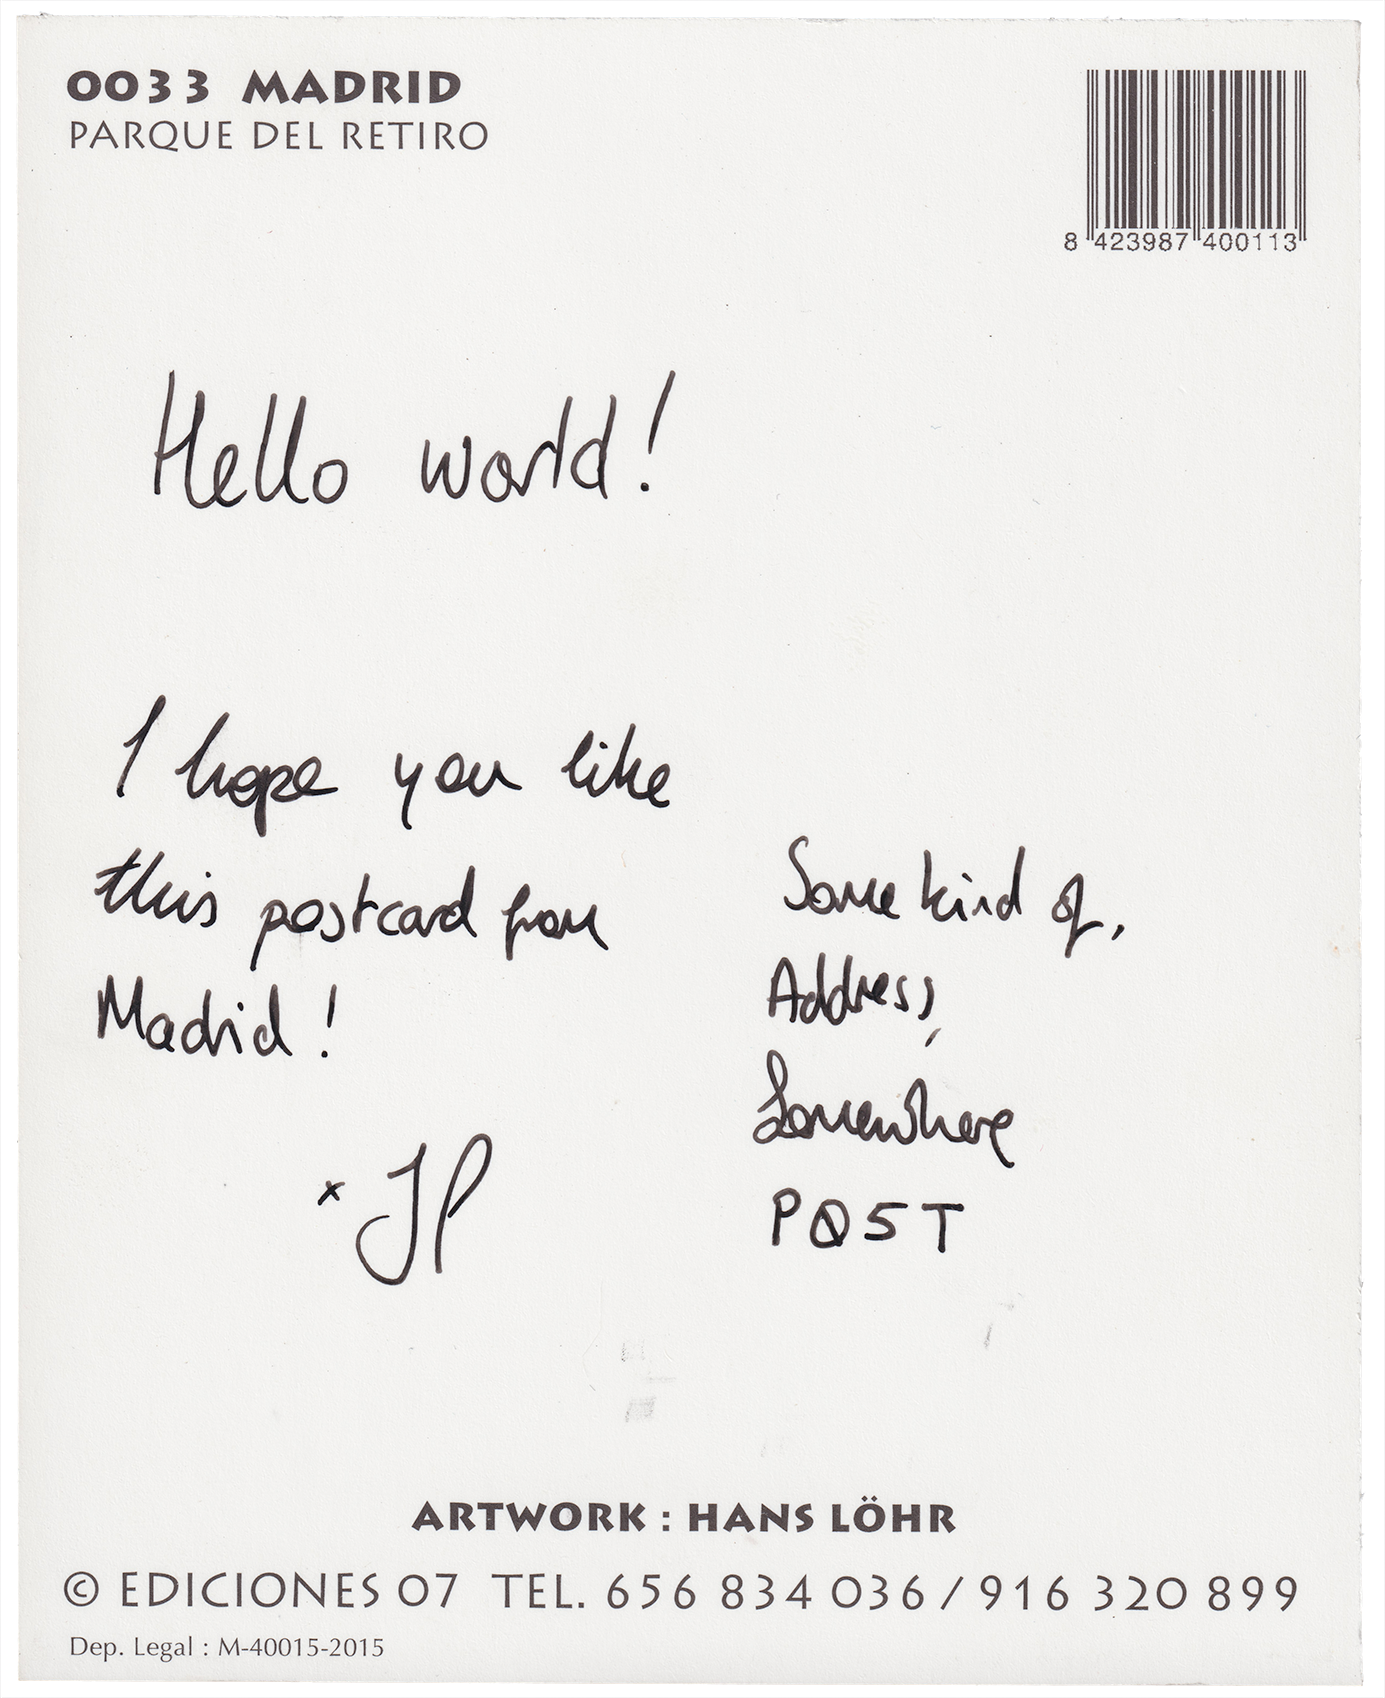 0033 MADRID
PARQUE DEL RETIRO
8 423987 400113
Hello world!
I hope you like
this postcard from
Madrid!
x JP
Some kind of,
Address,
Somewhere
PO5T
ARTWORK : HANS LÖHR
© EDICIONES 07 TEL. 656 834 036 / 916 320 899
Dep. Legal : M-40015-2015